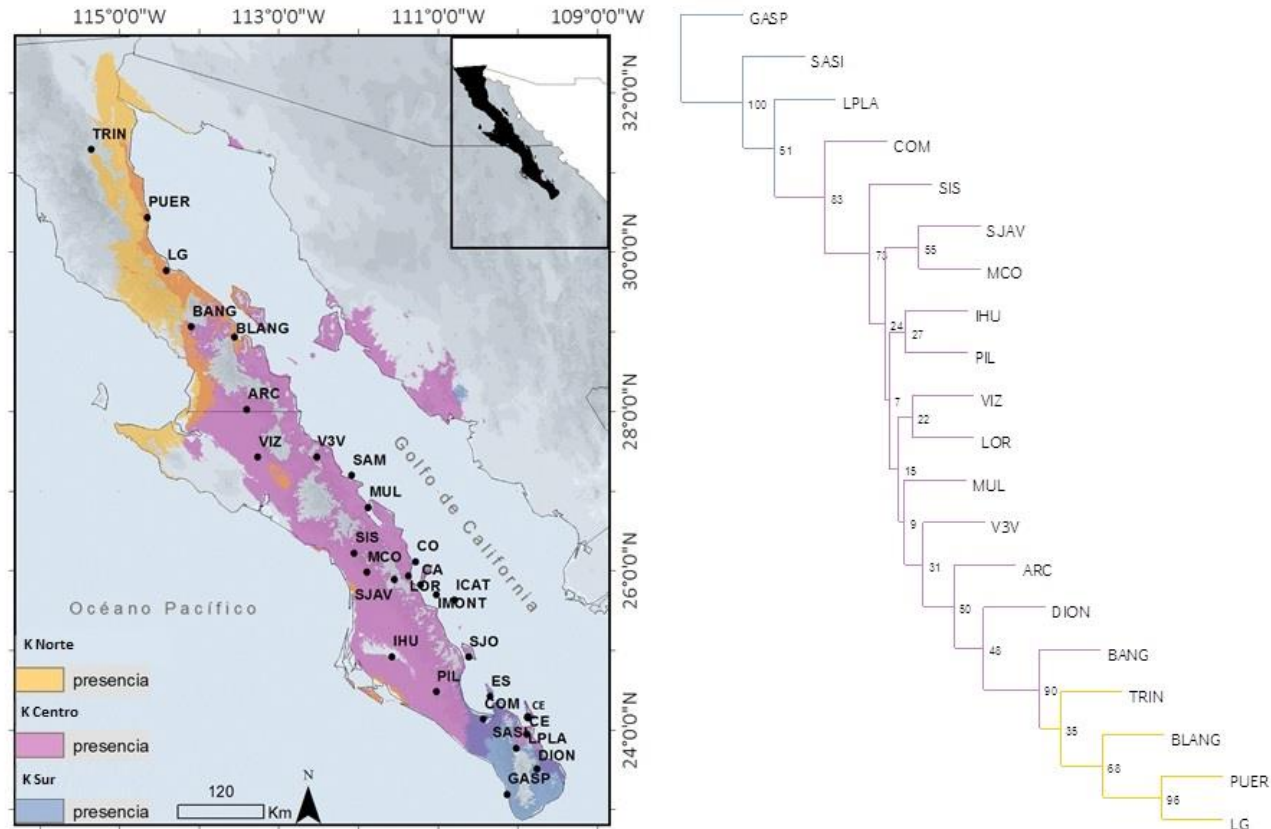 115°00'0"W 113°00'0"W 111°00'0"W 109°00'0"W
32°0'0"N
30°0'0"N
28°0'0"N
26°0'0"N
24°0'0"N
TRIN
PUER
LG
BANG
BLANG
ARC
VIZ V3V
SAM
MUL
Golfo de California
SIS
CO
MCO CA
LOR ICAT
SJAV IMONT
Océano Pacífico
IHU SJO
PIL ES
COM CE
CE
SASI LPLA
DION
GASP
K Norte
presencia
K Centro
presencia
K Sur
presencia
120
Km
N
GASP
SASI
100 LPLA
51
COM
83 SIS
SJAV
55
73
MCO
IHU
24 27
PIL
VIZ
7
22
LOR
15
MUL
9 V3V
31 ARC
50 DION
48 BANG
90 TRIN
35 BLANG
68 PUER
96
LG